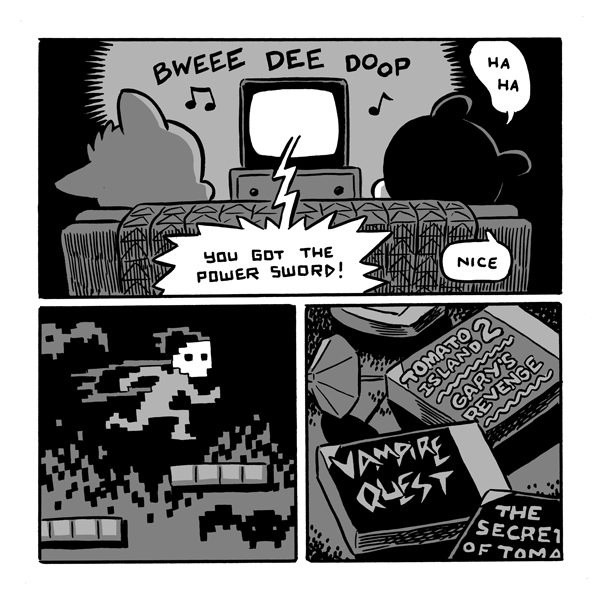 BWEEE DEE DOOP
HA
HA
YOU GOT THE
POWER SWORD!
NICE
TOMATO
ISLAND 2
GARY'S
REVENGE
VAMPIRE
QUEST
THE
SECRET
OF TOMA